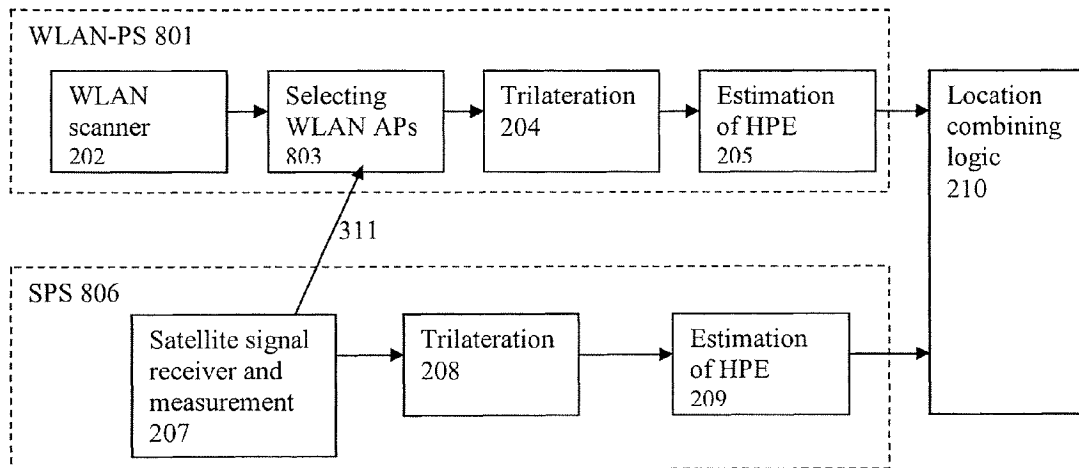 WLAN-PS 801
WLAN
scanner
202
Selecting
WLAN APs
803
Trilateration
204
Estimation
of HPE
205
Location
combining
logic
210
311
SPS 806
Satellite signal
receiver and
measurement
207
Trilateration
208
Estimation
of HPE
209